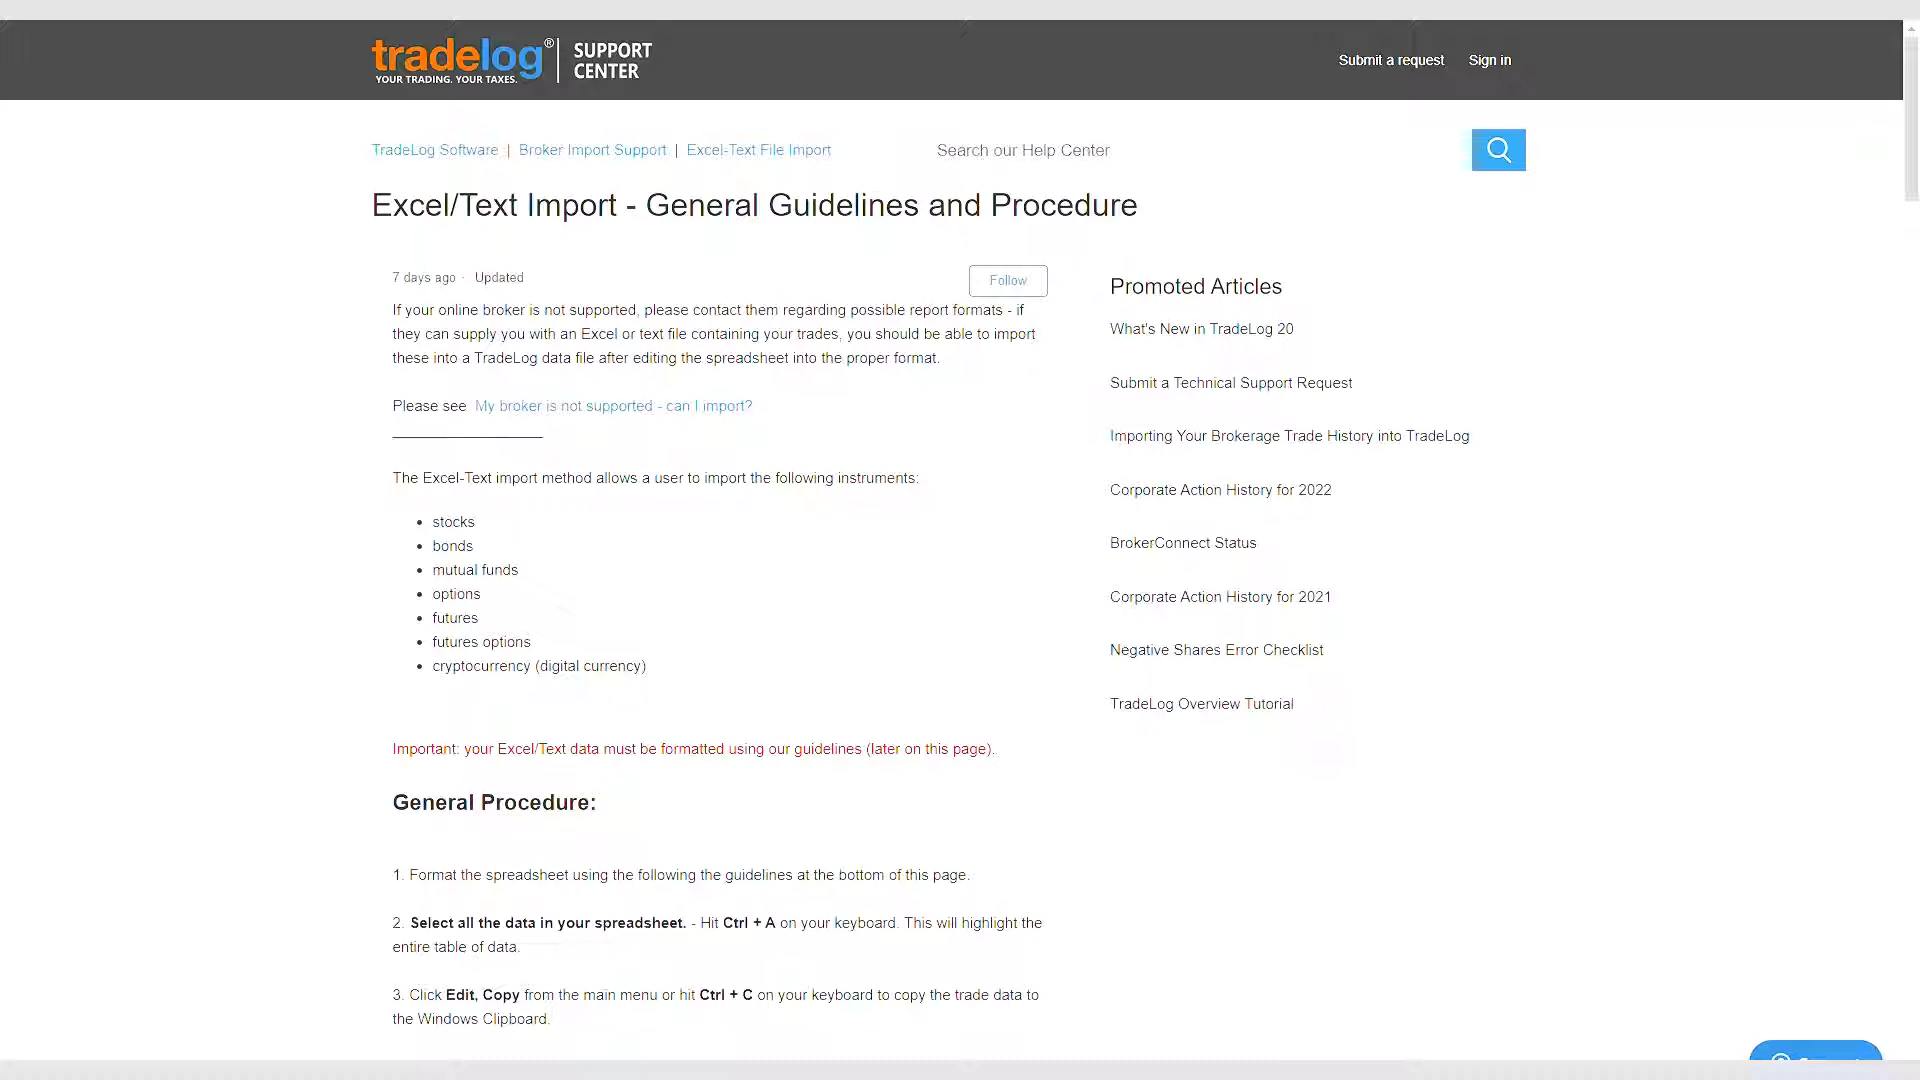 tradelog®
YOUR TRADING. YOUR TAXES.
SUPPORT
CENTER
Submit a request
Sign in
TradeLog Software | Broker Import Support | Excel-Text File Import
Search our Help Center
Excel/Text Import - General Guidelines and Procedure
7 days ago · Updated
Follow
If your online broker is not supported, please contact them regarding possible report formats - if
they can supply you with an Excel or text file containing your trades, you should be able to import
these into a TradeLog data file after editing the spreadsheet into the proper format.
Please see My broker is not supported - can I import?
The Excel-Text import method allows a user to import the following instruments:
• stocks
• bonds
• mutual funds
• options
• futures
• futures options
• cryptocurrency (digital currency)
Important: your Excel/Text data must be formatted using our guidelines (later on this page).
General Procedure:
1. Format the spreadsheet using the following the guidelines at the bottom of this page.
2. Select all the data in your spreadsheet. - Hit Ctrl + A on your keyboard. This will highlight the
entire table of data.
3. Click Edit, Copy from the main menu or hit Ctrl + C on your keyboard to copy the trade data to
the Windows Clipboard.
Promoted Articles
What's New in TradeLog 20
Submit a Technical Support Request
Importing Your Brokerage Trade History into TradeLog
Corporate Action History for 2022
BrokerConnect Status
Corporate Action History for 2021
Negative Shares Error Checklist
TradeLog Overview Tutorial